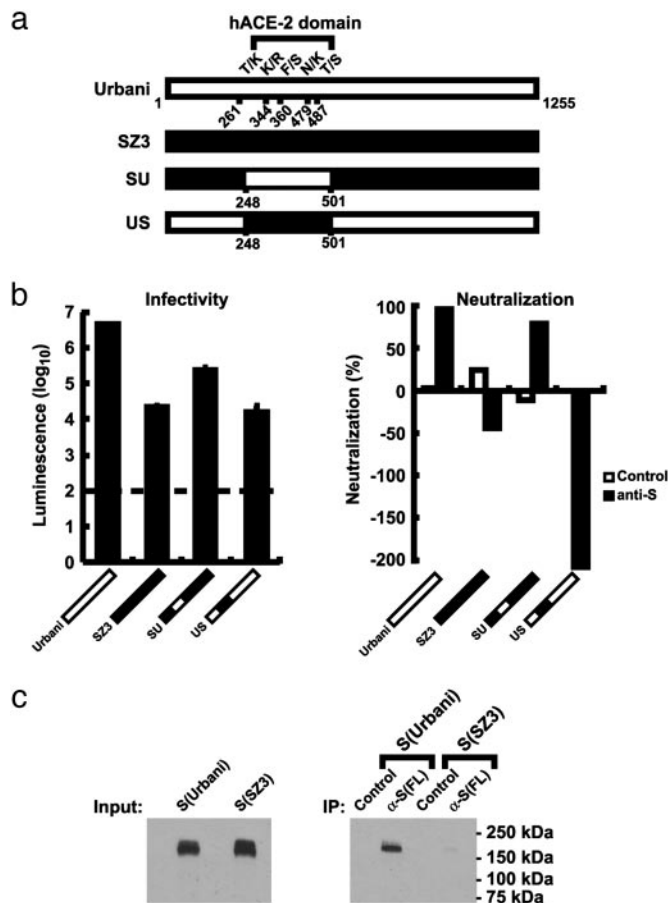 a
hACE-2 domain
T/K K/R F/S N/K T/S
Urbani
1 1255
261 344 360 479 487
SZ3
SU
248 501
US
248 501
b
Infectivity
Luminescence (log10)
7
6
5
4
3
2
1
0
Urbani SZ3 SU US
Neutralization
Neutralization (%)
100
50
0
-50
-100
-150
-200
Control
anti-S
Urbani SZ3 SU US
c
Input: S(Urbani) S(SZ3)
S(Urbani) S(SZ3)
IP: Control α-S(FL) Control α-S(FL)
- 250 kDa
- 150 kDa
- 100 kDa
- 75 kDa